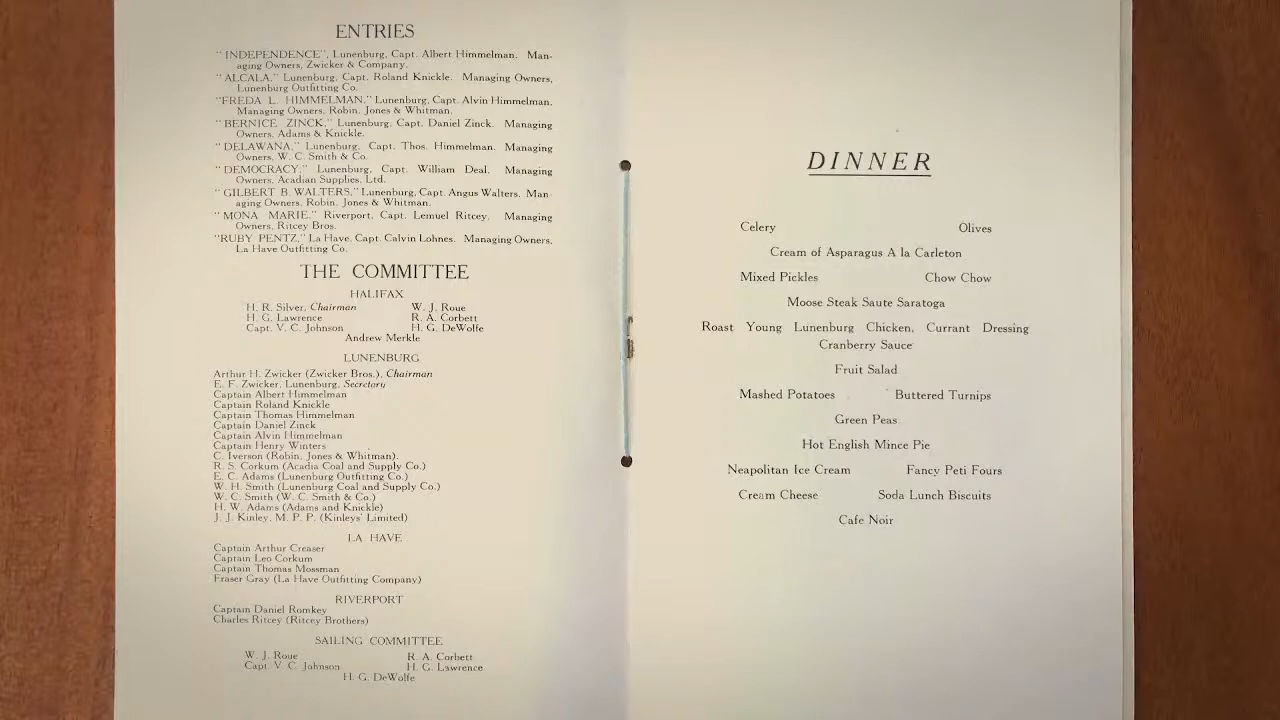 ENTRIES
"INDEPENDENCE", Lunenburg, Capt. Albert Himmelman. Man-
aging Owners, Zwicker & Company.
"ALCALA," Lunenburg, Capt. Roland Knickle. Managing Owners,
Lunenburg Outfitting Co.
"FREDA L. HIMMELMAN," Lunenburg, Capt. Alvin Himmelman.
Managing Owners, Robin, Jones & Whitman.
"BERNICE ZINCK," Lunenburg, Capt. Daniel Zinck. Managing
Owners, Adams & Knickle.
"DELAWANA," Lunenburg, Capt. Thos. Himmelman. Managing
Owners, W. C. Smith & Co.
"DEMOCRACY," Lunenburg, Capt. William Deal. Managing
Owners, Acadian Supplies, Ltd.
"GILBERT B. WALTERS," Lunenburg, Capt. Angus Walters. Man-
aging Owners, Robin, Jones & Whitman.
"MONA MARIE," Riverport, Capt. Lemuel Ritcey. Managing
Owners, Ritcey Bros.
"RUBY PENTZ," La Have, Capt. Calvin Lohnes. Managing Owners,
La Have Outfitting Co.
THE COMMITTEE
HALIFAX
H. R. Silver, Chairman W. J. Roue
H. G. Lawrence R. A. Corbett
Capt. V. C. Johnson H. G. DeWolfe
Andrew Merkle
LUNENBURG
Arthur H. Zwicker (Zwicker Bros.), Chairman
E. F. Zwicker, Lunenburg, Secretory
Captain Albert Himmelman
Captain Roland Knickle
Captain Thomas Himmelman
Captain Daniel Zinck
Captain Alvin Himmelman
Captain Henry Winters
C. Iverson (Robin, Jones & Whitman).
R. S. Corkum (Acadia Coal and Supply Co.)
E. C. Adams (Lunenburg Outfitting Co.)
W. H. Smith (Lunenburg Coal and Supply Co.)
W. C. Smith (W. C. Smith & Co.)
H. W. Adams (Adams and Knickle)
J. J. Kinley, M. P. P. (Kinleys' Limited)
LA HAVE
Captain Arthur Creaser
Captain Leo Corkum
Captain Thomas Mossman
Fraser Gray (La Have Outfitting Company)
RIVERPORT
Captain Daniel Romkey
Charles Ritcey (Ritcey Brothers)
SAILING COMMITTEE
W. J. Roue R. A. Corbett
Capt. V. C. Johnson H. G. Lawrence
H. G. DeWolfe
DINNER
Celery Olives
Cream of Asparagus A la Carleton
Mixed Pickles Chow Chow
Moose Steak Saute Saratoga
Roast Young Lunenburg Chicken, Currant Dressing
Cranberry Sauce
Fruit Salad
Mashed Potatoes Buttered Turnips
Green Peas
Hot English Mince Pie
Neapolitan Ice Cream Fancy Peti Fours
Cream Cheese Soda Lunch Biscuits
Cafe Noir